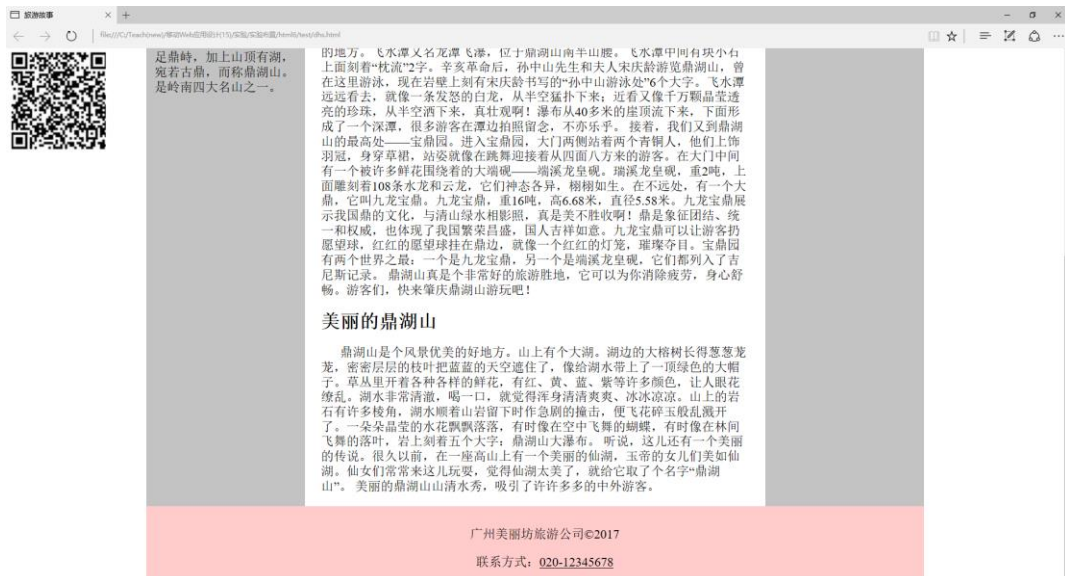 旅游故事
file:///C:/Teach(new)/移动Web应用设计(15)/实验/实验布置/html6/text/dhs.html
足鼎峙，加上山顶有湖，
宛若古鼎，而称鼎湖山。
是岭南四大名山之一。
的地方。飞水潭又名龙潭飞瀑，位于鼎湖山南半山腰。飞水潭中间有块小石
上面刻着“枕流”2字。辛亥革命后，孙中山先生和夫人宋庆龄游览鼎湖山，曾
在这里游泳，现在岩壁上刻有宋庆龄书写的“孙中山游泳处”6个大字。飞水潭
远远看去，就像一条发怒的白龙，从半空猛扑下来；近看又像千万颗晶莹透
亮的珍珠，从半空洒下来，真壮观啊！瀑布从40多米的崖顶流下来，下面形
成了一个深潭，很多游客在潭边拍照留念，不亦乐乎。 接着，我们又到鼎湖
山的最高处——宝鼎园。进入宝鼎园，大门两侧站着两个青铜人，他们上饰
羽冠，身穿草裙，站姿就像在跳舞迎接着从四面八方来的游客。在大门中间
有一个被许多鲜花围绕着的大端砚——端溪龙皇砚。端溪龙皇砚，重2吨，上
面雕刻着108条水龙和云龙，它们神态各异，栩栩如生。在不远处，有一个大
鼎，它叫九龙宝鼎。九龙宝鼎，重16吨，高6.68米，直径5.58米。九龙宝鼎展
示我国鼎的文化，与清山绿水相影照，真是美不胜收啊！鼎是象征团结、统
一和权威，也体现了我国繁荣昌盛，国人吉祥如意。九龙宝鼎可以让游客扔
愿望球，红红的愿望球挂在鼎边，就像一个红红的灯笼，璀璨夺目。宝鼎园
有两个世界之最：一个是九龙宝鼎，另一个是端溪龙皇砚，它们都列入了吉
尼斯记录。 鼎湖山真是个非常好的旅游胜地，它可以为你消除疲劳，身心舒
畅。游客们，快来肇庆鼎湖山游玩吧！
美丽的鼎湖山
鼎湖山是个风景优美的好地方。山上有个大湖。湖边的大榕树长得葱葱茏
茏，密密层层的枝叶把蓝蓝的天空遮住了，像给湖水带上了一顶绿色的大帽
子。草丛里开着各种各样的鲜花，有红、黄、蓝、紫等许多颜色，让人眼花
缭乱。湖水非常清澈，喝一口，就觉得浑身清清爽爽、冰冰凉凉。山上的岩
石有许多棱角，湖水顺着山岩留下时作急剧的撞击，便飞花碎玉般乱溅开
了。一朵朵晶莹的水花飘飘落落，有时像在空中飞舞的蝴蝶，有时像在林间
飞舞的落叶，岩上刻着五个大字：鼎湖山大瀑布。 听说，这儿还有一个美丽
的传说。很久以前，在一座高山上有一个美丽的仙湖，玉帝的女儿们美如仙
湖。仙女们常常来这儿玩耍，觉得仙湖太美了，就给它取了个名字“鼎湖
山”。 美丽的鼎湖山山清水秀，吸引了许许多多的中外游客。
广州美丽坊旅游公司©2017
联系方式：020-12345678